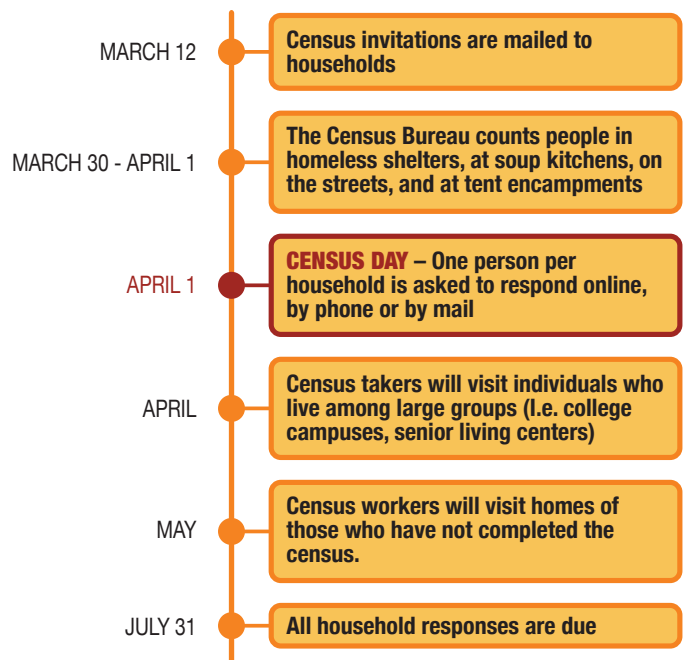 MARCH 12
Census invitations are mailed to
households
MARCH 30 - APRIL 1
The Census Bureau counts people in
homeless shelters, at soup kitchens, on
the streets, and at tent encampments
APRIL 1
CENSUS DAY – One person per
household is asked to respond online,
by phone or by mail
APRIL
Census takers will visit individuals who
live among large groups (I.e. college
campuses, senior living centers)
MAY
Census workers will visit homes of
those who have not completed the
census.
JULY 31
All household responses are due